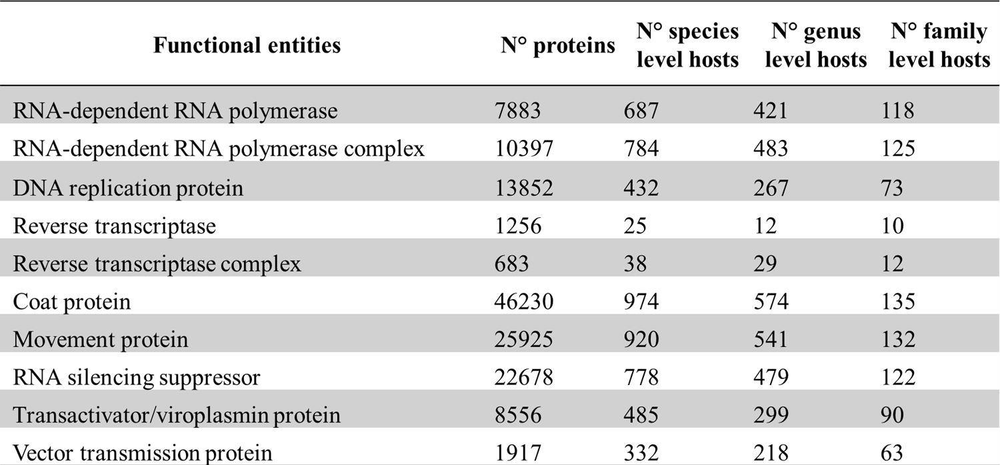 Functional entities N° proteins N° species level hosts N° genus level hosts N° family level hosts
RNA-dependent RNA polymerase 7883 687 421 118
RNA-dependent RNA polymerase complex 10397 784 483 125
DNA replication protein 13852 432 267 73
Reverse transcriptase 1256 25 12 10
Reverse transcriptase complex 683 38 29 12
Coat protein 46230 974 574 135
Movement protein 25925 920 541 132
RNA silencing suppressor 22678 778 479 122
Transactivator/viroplasmin protein 8556 485 299 90
Vector transmission protein 1917 332 218 63